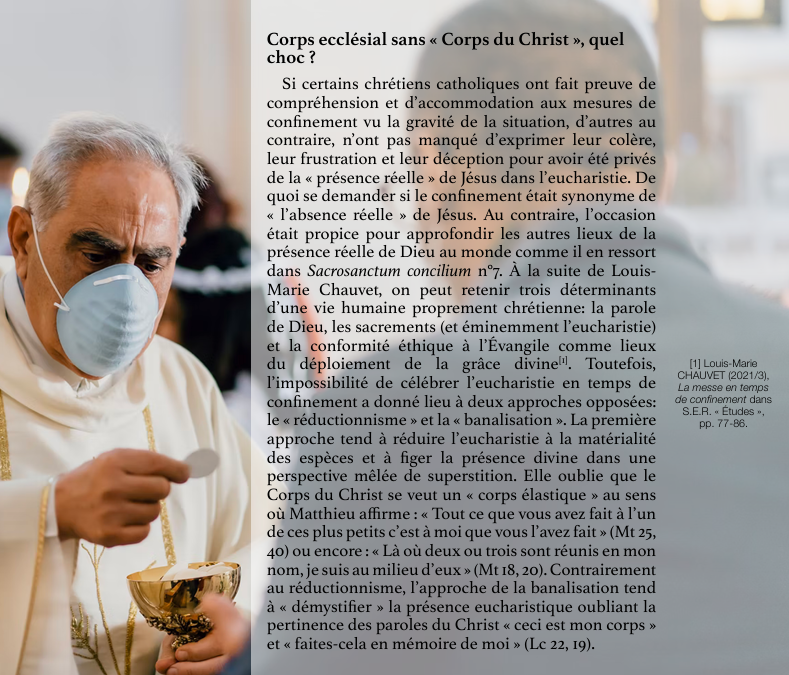 Corps ecclésial sans « Corps du Christ », quel
choc ?
Si certains chrétiens catholiques ont fait preuve de
compréhension et d’accommodation aux mesures de
confinement vu la gravité de la situation, d’autres au
contraire, n’ont pas manqué d’exprimer leur colère,
leur frustration et leur déception pour avoir été privés
de la « présence réelle » de Jésus dans l’eucharistie. De
quoi se demander si le confinement était synonyme de
« l’absence réelle » de Jésus. Au contraire, l’occasion
était propice pour approfondir les autres lieux de la
présence réelle de Dieu au monde comme il en ressort
dans Sacrosanctum concilium n°7. À la suite de Louis-
Marie Chauvet, on peut retenir trois déterminants
d’une vie humaine proprement chrétienne: la parole
de Dieu, les sacrements (et éminemment l’eucharistie)
et la conformité éthique à l’Évangile comme lieux
du déploiement de la grâce divine[1]. Toutefois,
l’impossibilité de célébrer l’eucharistie en temps de
confinement a donné lieu à deux approches opposées:
le « réductionnisme » et la « banalisation ». La première
approche tend à réduire l’eucharistie à la matérialité
des espèces et à figer la présence divine dans une
perspective mêlée de superstition. Elle oublie que le
Corps du Christ se veut un « corps élastique » au sens
où Matthieu affirme : « Tout ce que vous avez fait à l’un
de ces plus petits c’est à moi que vous l’avez fait » (Mt 25,
40) ou encore : « Là où deux ou trois sont réunis en mon
nom, je suis au milieu d’eux » (Mt 18, 20). Contrairement
au réductionnisme, l’approche de la banalisation tend
à « démystifier » la présence eucharistique oubliant la
pertinence des paroles du Christ « ceci est mon corps »
et « faites-cela en mémoire de moi » (Lc 22, 19).
[1] Louis-Marie
CHAUVET (2021/3),
La messe en temps
de confinement dans
S.E.R. « Études »,
pp. 77-86.